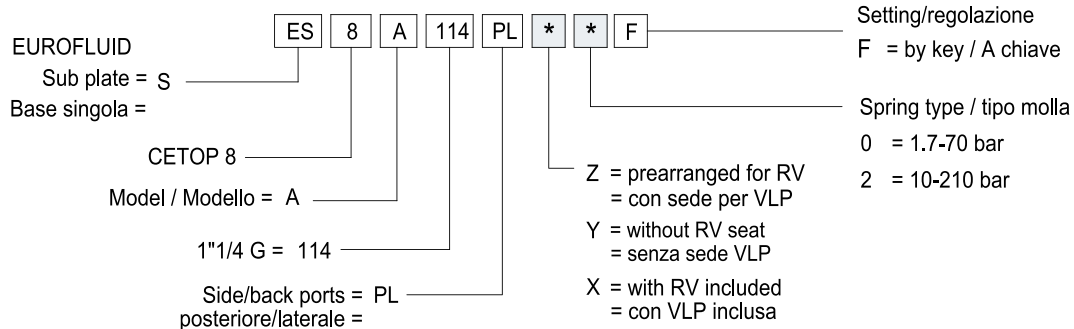 ES 8 A 114 PL * * F
EUROFLUID
Sub plate = S
Base singola =
CETOP 8
Model / Modello = A
1"1/4 G = 114
Side/back ports = PL
posteriore/laterale =
Z = prearranged for RV
= con sede per VLP
Y = without RV seat
= senza sede VLP
X = with RV included
= con VLP inclusa
Setting/regolazione
F = by key / A chiave
Spring type / tipo molla
0 = 1.7-70 bar
2 = 10-210 bar